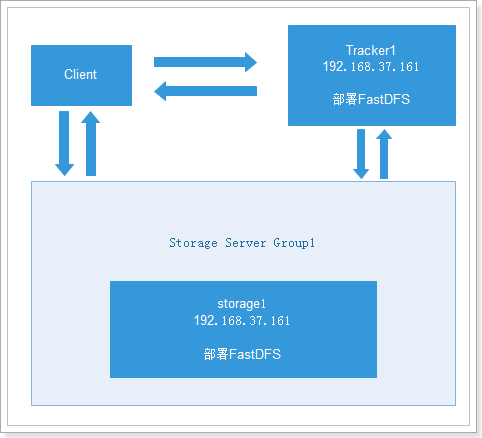 Client
Tracker1
192.168.37.161
部署FastDFS
Storage Server Group1
storage1
192.168.37.161
部署FastDFS